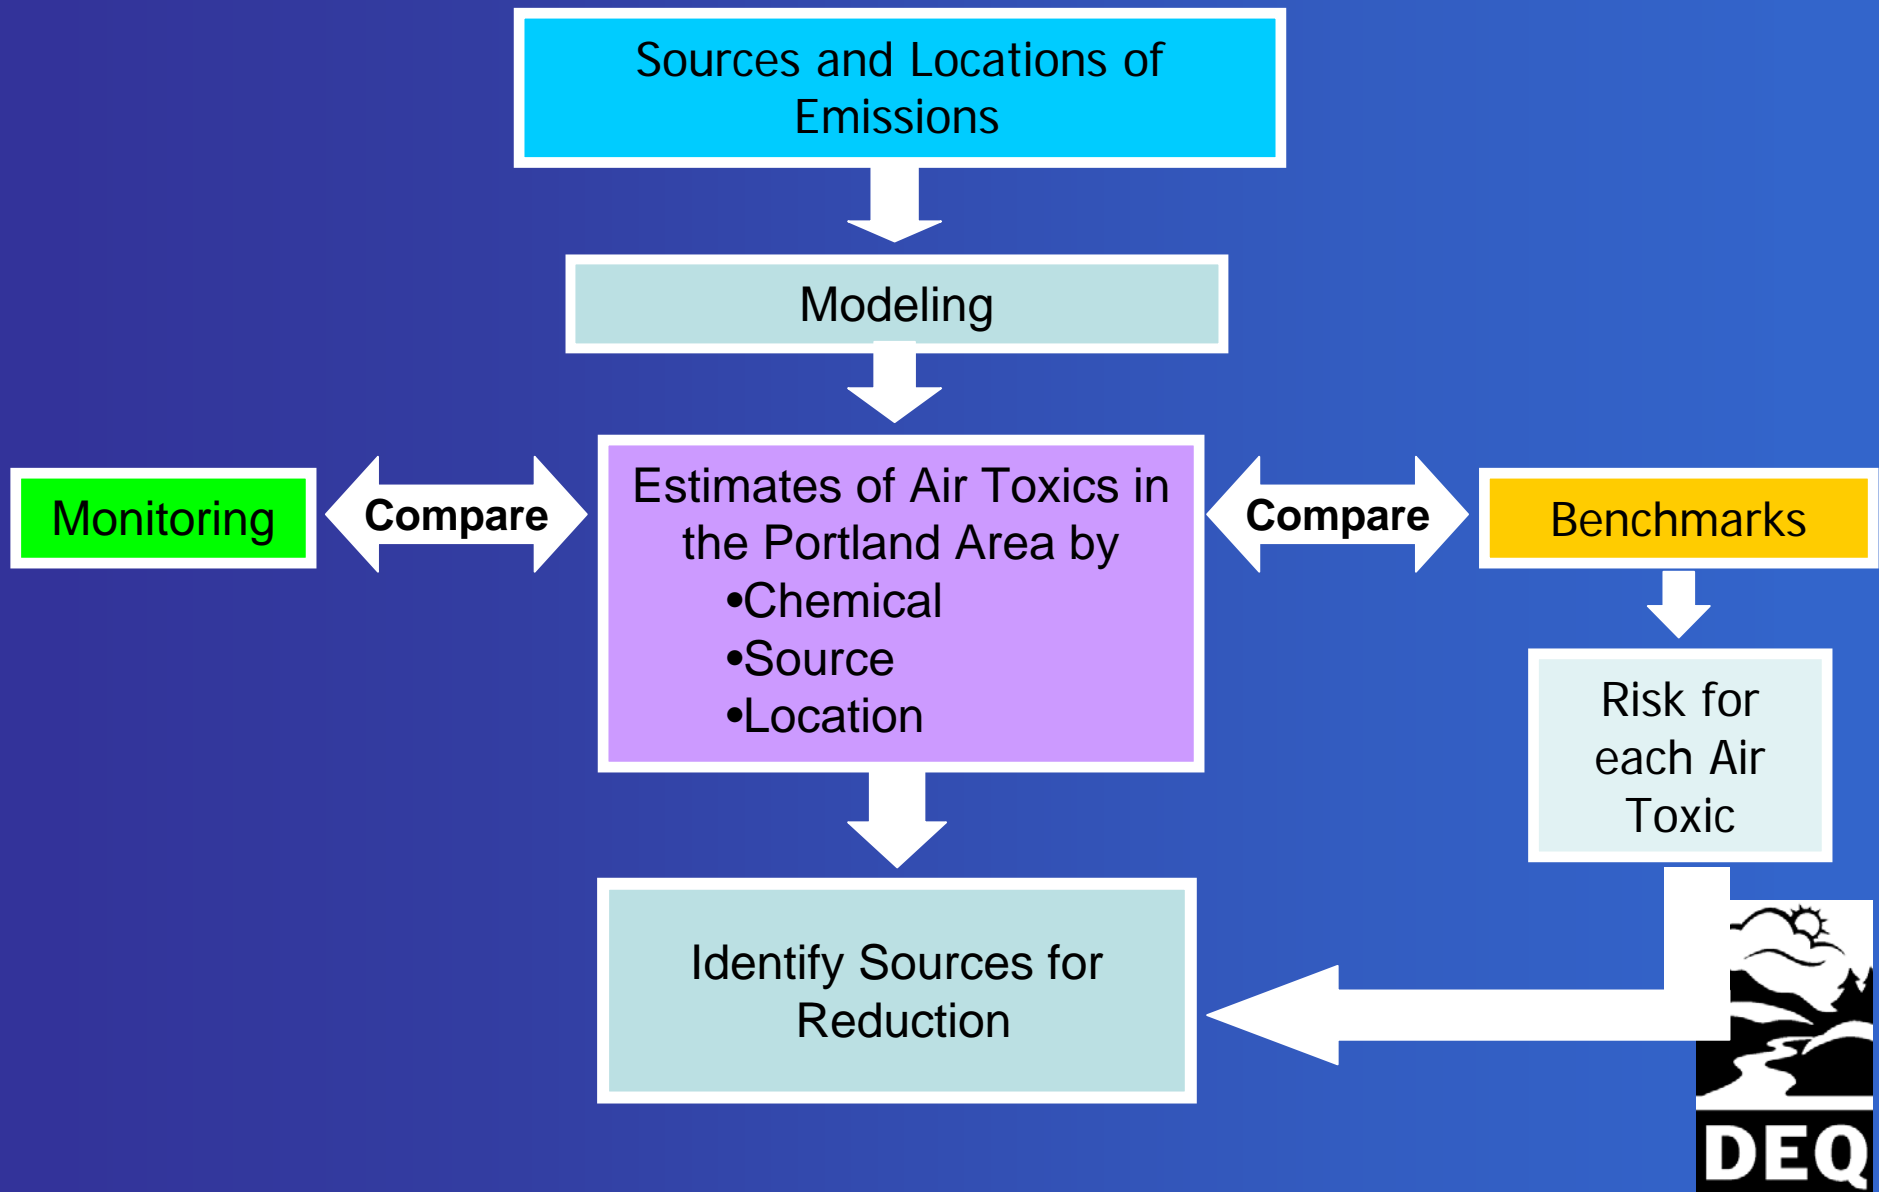 Sources and Locations of
Emissions
Modeling
Monitoring
Compare
Estimates of Air Toxics in
the Portland Area by
•Chemical
•Source
•Location
Compare
Benchmarks
Risk for
each Air
Toxic
Identify Sources for
Reduction
DEQ